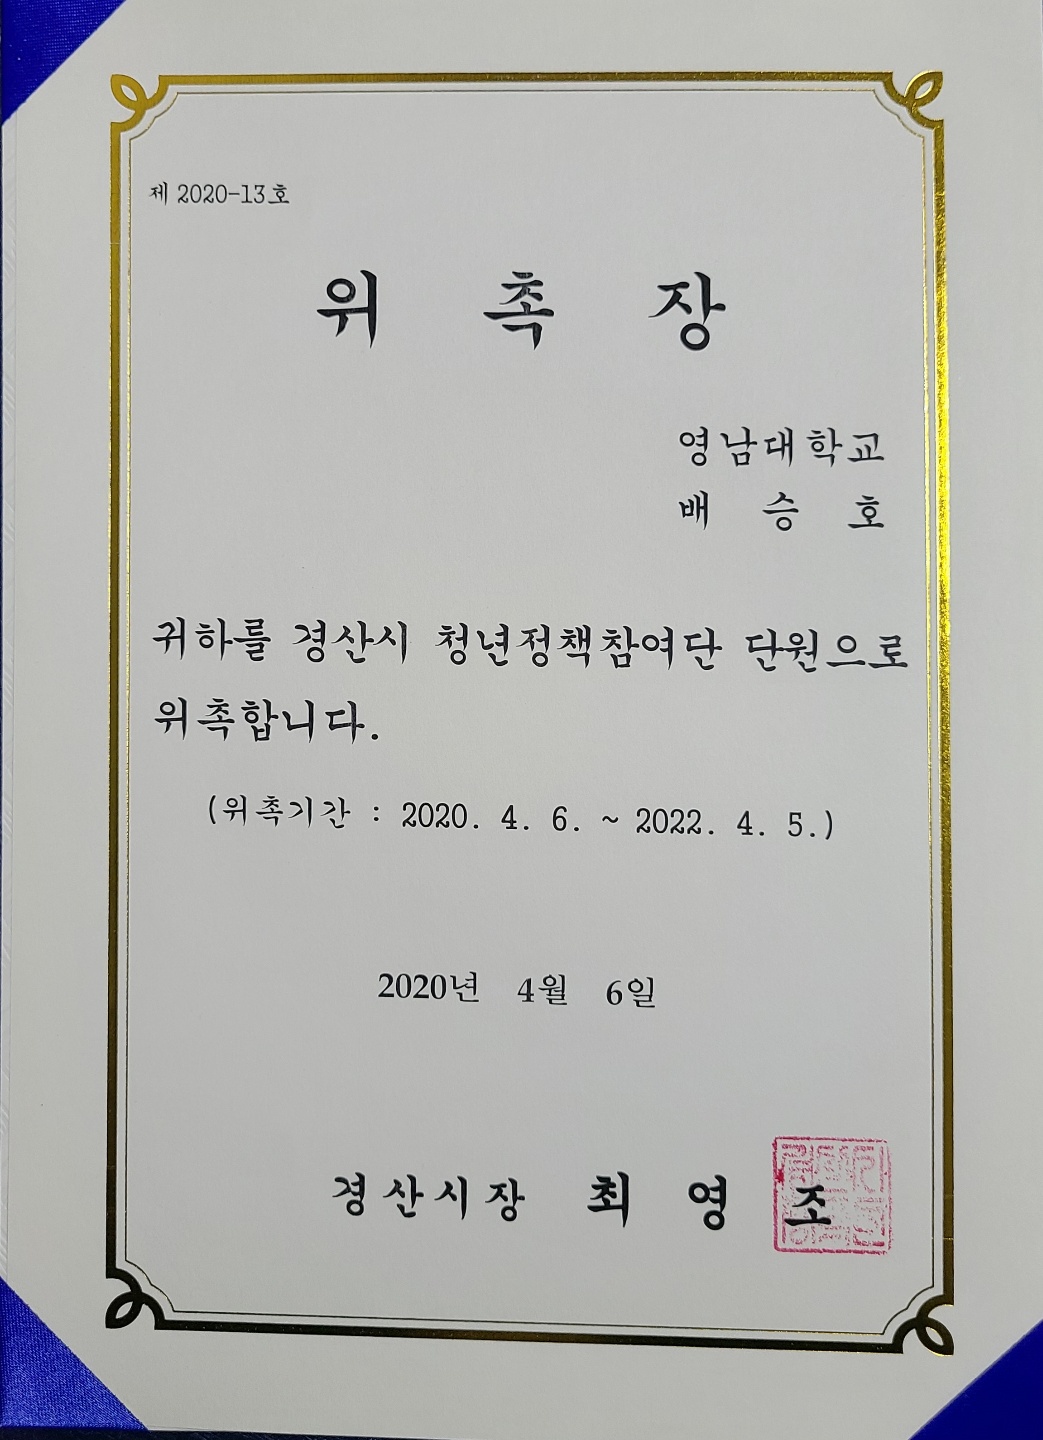 제 2020-13호
위 촉 장
영남대학교
배 승 호
귀하를 경산시 청년정책참여단 단원으로
위촉합니다.
(위촉기간 : 2020. 4. 6. ~ 2022. 4. 5.)
2020년 4월 6일
경산시장 최 영 조